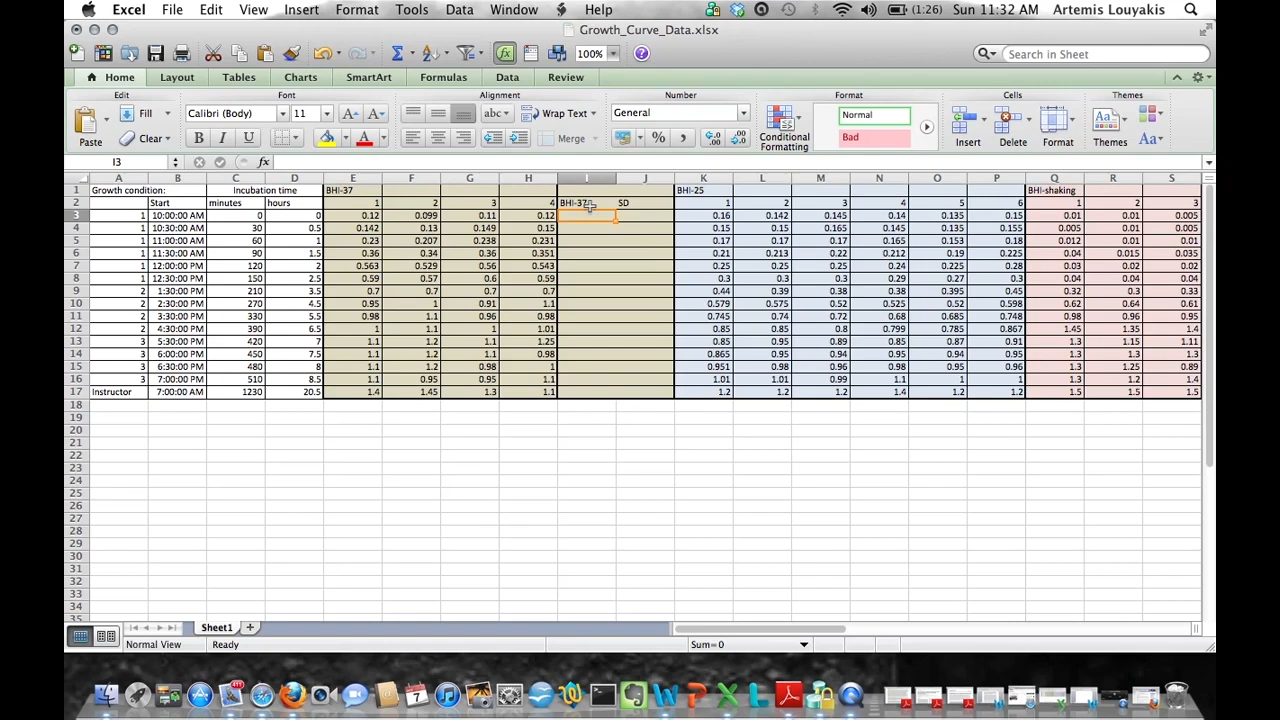 Excel File Edit View Insert Format Tools Data Window Help (1:26) Sun 11:32 AM Artemis Louyakis
Growth_Curve_Data.xlsx
100% Search in Sheet
Home Layout Tables Charts SmartArt Formulas Data Review
Edit Font Alignment Number Format Cells Themes
Fill Calibri (Body) 11 A A abc Wrap Text General Normal
Paste Clear B I U A Merge % Conditional Formatting Bad Insert Delete Format Themes Aa
I3 fx
A B C D E F G H I J K L M N O P Q R S
1 Growth condition: Incubation time BHI-37 BHI-25 BHI-shaking
2 Start minutes hours 1 2 3 4 BHI-37 SD 1 2 3 4 5 6 1 2 3
3 1 10:00:00 AM 0 0 0.12 0.099 0.11 0.12 0.16 0.142 0.145 0.14 0.135 0.15 0.01 0.01 0.005
4 1 10:30:00 AM 30 0.5 0.142 0.13 0.149 0.15 0.15 0.15 0.165 0.145 0.135 0.155 0.005 0.01 0.005
5 1 11:00:00 AM 60 1 0.23 0.207 0.238 0.231 0.17 0.17 0.17 0.165 0.153 0.18 0.012 0.01 0.01
6 1 11:30:00 AM 90 1.5 0.36 0.34 0.36 0.351 0.21 0.213 0.22 0.212 0.19 0.225 0.04 0.015 0.035
7 1 12:00:00 PM 120 2 0.563 0.529 0.56 0.543 0.25 0.25 0.25 0.24 0.225 0.28 0.03 0.02 0.02
8 1 12:30:00 PM 150 2.5 0.59 0.57 0.6 0.59 0.3 0.3 0.3 0.29 0.27 0.3 0.04 0.04 0.04
9 2 1:30:00 PM 210 3.5 0.7 0.7 0.7 0.7 0.44 0.39 0.38 0.38 0.395 0.45 0.32 0.3 0.33
10 2 2:30:00 PM 270 4.5 0.95 1 0.91 1.1 0.579 0.575 0.52 0.525 0.52 0.598 0.62 0.64 0.61
11 2 3:30:00 PM 330 5.5 0.98 1.1 0.96 0.98 0.745 0.74 0.72 0.68 0.685 0.748 0.98 0.96 0.95
12 2 4:30:00 PM 390 6.5 1 1.1 1 1.01 0.85 0.85 0.8 0.799 0.785 0.867 1.45 1.35 1.4
13 3 5:30:00 PM 420 7 1.1 1.2 1.1 1.25 0.85 0.95 0.89 0.85 0.87 0.91 1.3 1.15 1.11
14 3 6:00:00 PM 450 7.5 1.1 1.2 1.1 0.98 0.865 0.95 0.94 0.95 0.94 0.95 1.3 1.23 1
15 3 6:30:00 PM 480 8 1.1 1.2 0.98 1 0.951 0.98 0.96 0.98 0.95 0.96 1.3 1.25 0.89
16 3 7:00:00 PM 510 8.5 1.1 0.95 0.95 1.1 1.01 1.01 0.99 1.1 1 1 1.3 1.2 1.4
17 Instructor 7:00:00 AM 1230 20.5 1.4 1.45 1.3 1.1 1.2 1.2 1.2 1.4 1.2 1.2 1.5 1.5 1.5
18
19
20
21
22
23
24
25
26
27
28
29
30
31
32
33
34
35
Sheet1
Normal View Ready Sum=0